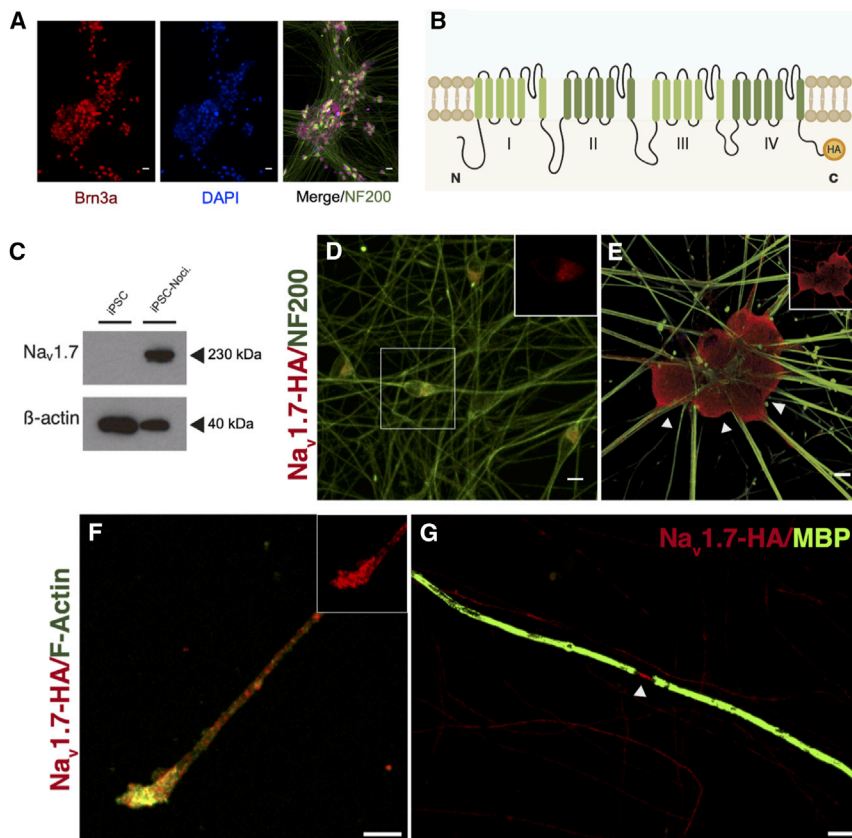 A
Brn3a
DAPI
Merge/NF200
B
I
II
III
IV
N
C
HA
C
iPSC
iPSC-Noci.
Nav1.7
230 kDa
ß-actin
40 kDa
Nav1.7-HA/NF200
D
E
Nav1.7-HA/F-Actin
F
G
Nav1.7-HA/MBP